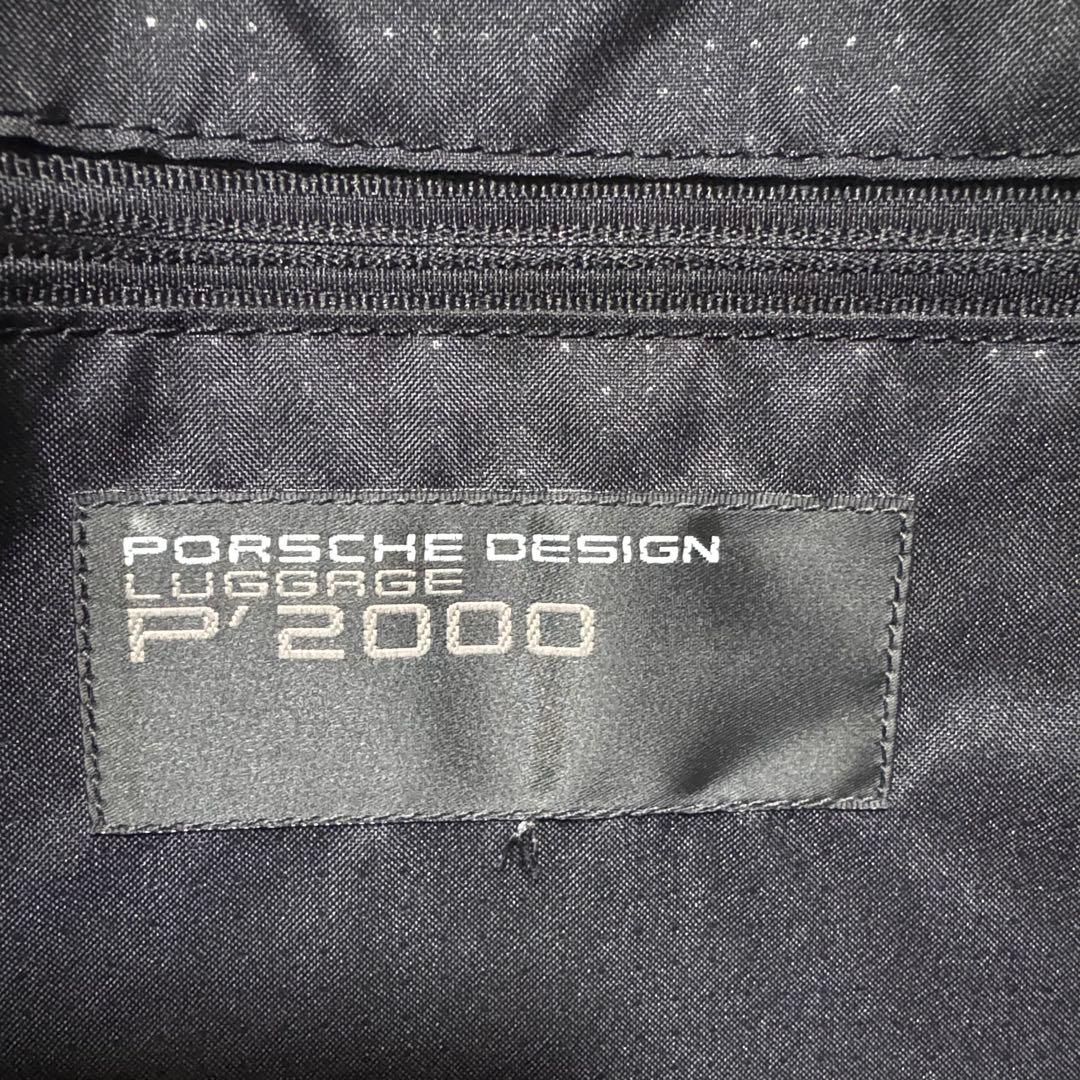 PORSCHE DESIGN
LUGGAGE
P'2000